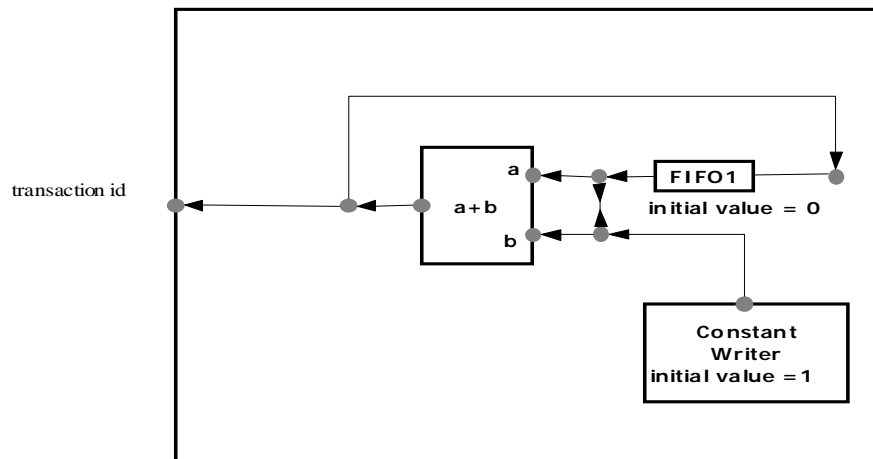 a
FIFO1
transaction id
a+b
initial value = 0
b
Constant
Writer
initial value =1